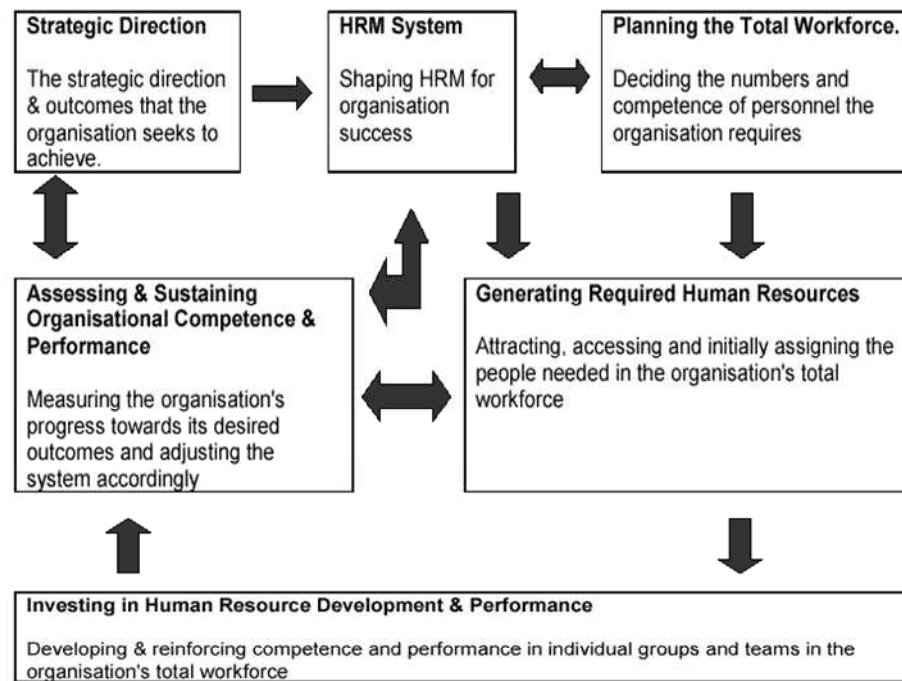 Strategic Direction
The strategic direction
& outcomes that the
organisation seeks to
achieve.
HRM System
Shaping HRM for
organisation
success
Planning the Total Workforce.
Deciding the numbers and
competence of personnel the
organisation requires
Assessing & Sustaining
Organisational Competence &
Performance
Measuring the organisation's
progress towards its desired
outcomes and adjusting the
system accordingly
Generating Required Human Resources
Attracting, accessing and initially assigning the
people needed in the organisation's total
workforce
Investing in Human Resource Development & Performance
Developing & reinforcing competence and performance in individual groups and teams in the
organisation's total workforce